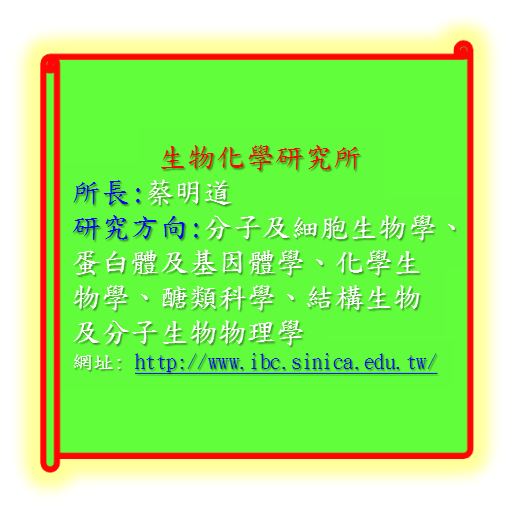 生物化學研究所
所長:蔡明道
研究方向:分子及細胞生物學、
蛋白體及基因體學、化學生
物學、醣類科學、結構生物
及分子生物物理學
網址: http://www.ibc.sinica.edu.tw/